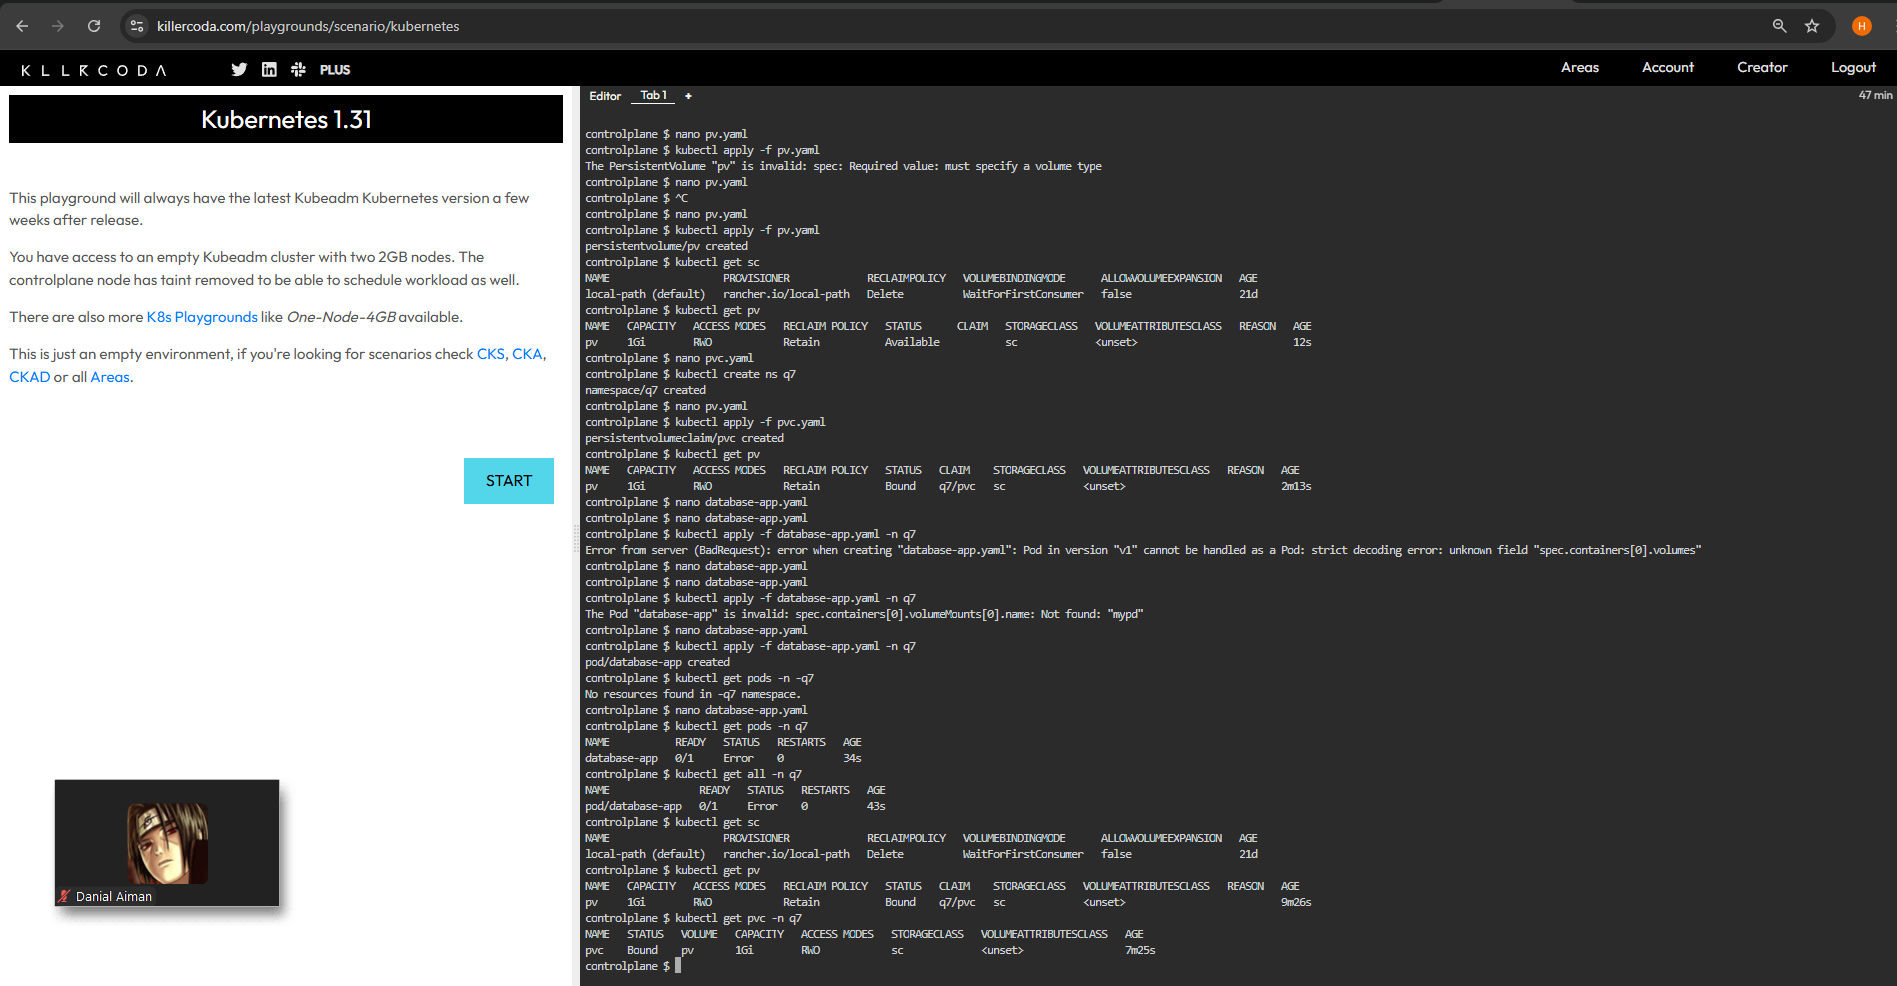 killercoda.com/playgrounds/scenario/kubernetes
H
KLLRCODA
PLUS
Areas
Account
Creator
Logout
Kubernetes 1.31
This playground will always have the latest Kubeadm Kubernetes version a few
weeks after release.
You have access to an empty Kubeadm cluster with two 2GB nodes. The
controlplane node has taint removed to be able to schedule workload as well.
There are also more K8s Playgrounds like One-Node-4GB available.
This is just an empty environment, if you're looking for scenarios check CKS, CKA,
CKAD or all Areas.
START
Danial Aiman
Editor Tab 1 +
47 min
controlplane $ nano pv.yaml
controlplane $ kubectl apply -f pv.yaml
The PersistentVolume "pv" is invalid: spec: Required value: must specify a volume type
controlplane $ nano pv.yaml
controlplane $ ^C
controlplane $ nano pv.yaml
controlplane $ kubectl apply -f pv.yaml
persistentvolume/pv created
controlplane $ kubectl get sc
NAME PROVISIONER RECLAIMPOLICY VOLUMEBINDINGMODE ALLOWVOLUMEEXPANSION AGE
local-path (default) rancher.io/local-path Delete WaitForFirstConsumer false 21d
controlplane $ kubectl get pv
NAME CAPACITY ACCESS MODES RECLAIM POLICY STATUS CLAIM STORAGECLASS VOLUMEATTRIBUTESCLASS REASON AGE
pv 1Gi RWO Retain Available sc <unset> 12s
controlplane $ nano pvc.yaml
controlplane $ kubectl create ns q7
namespace/q7 created
controlplane $ nano pv.yaml
controlplane $ kubectl apply -f pvc.yaml
persistentvolumeclaim/pvc created
controlplane $ kubectl get pv
NAME CAPACITY ACCESS MODES RECLAIM POLICY STATUS CLAIM STORAGECLASS VOLUMEATTRIBUTESCLASS REASON AGE
pv 1Gi RWO Retain Bound q7/pvc sc <unset> 2m13s
controlplane $ nano database-app.yaml
controlplane $ nano database-app.yaml
controlplane $ kubectl apply -f database-app.yaml -n q7
Error from server (BadRequest): error when creating "database-app.yaml": Pod in version "v1" cannot be handled as a Pod: strict decoding error: unknown field "spec.containers[0].volumes"
controlplane $ nano database-app.yaml
controlplane $ nano database-app.yaml
controlplane $ kubectl apply -f database-app.yaml -n q7
The Pod "database-app" is invalid: spec.containers[0].volumeMounts[0].name: Not found: "mypd"
controlplane $ nano database-app.yaml
controlplane $ kubectl apply -f database-app.yaml -n q7
pod/database-app created
controlplane $ kubectl get pods -n -q7
No resources found in -q7 namespace.
controlplane $ nano database-app.yaml
controlplane $ kubectl get pods -n q7
NAME READY STATUS RESTARTS AGE
database-app 0/1 Error 0 34s
controlplane $ kubectl get all -n q7
NAME READY STATUS RESTARTS AGE
pod/database-app 0/1 Error 0 43s
controlplane $ kubectl get sc
NAME PROVISIONER RECLAIMPOLICY VOLUMEBINDINGMODE ALLOWVOLUMEEXPANSION AGE
local-path (default) rancher.io/local-path Delete WaitForFirstConsumer false 21d
controlplane $ kubectl get pv
NAME CAPACITY ACCESS MODES RECLAIM POLICY STATUS CLAIM STORAGECLASS VOLUMEATTRIBUTESCLASS REASON AGE
pv 1Gi RWO Retain Bound q7/pvc sc <unset> 9m26s
controlplane $ kubectl get pvc -n q7
NAME STATUS VOLUME CAPACITY ACCESS MODES STORAGECLASS VOLUMEATTRIBUTESCLASS AGE
pvc Bound pv 1Gi RWO sc <unset> 7m25s
controlplane $